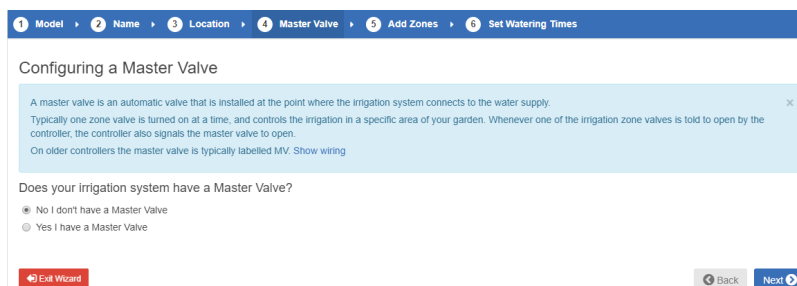 1 Model 2 Name 3 Location 4 Master Valve 5 Add Zones 6 Set Watering Times
Configuring a Master Valve
A master valve is an automatic valve that is installed at the point where the irrigation system connects to the water supply. ×
Typically one zone valve is turned on at a time, and controls the irrigation in a specific area of your garden. Whenever one of the irrigation zone valves is told to open by the
controller, the controller also signals the master valve to open.
On older controllers the master valve is typically labelled MV. Show wiring
Does your irrigation system have a Master Valve?
No I don't have a Master Valve
Yes I have a Master Valve
Exit Wizard Back Next